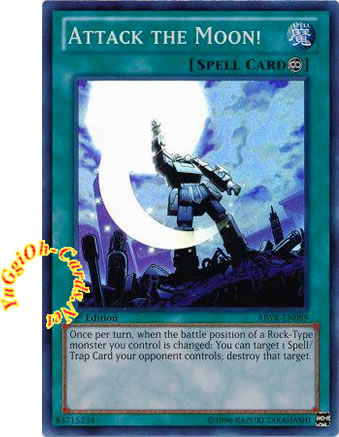 ATTACK THE MOON!
SPELL
魔
[SPELL CARD∞]
YuGgiOh-Cards.Net
Edition
ABYR-EN089
Once per turn, when the battle position of a Rock-Type
monster you control is changed: You can target 1 Spell/
Trap Card your opponent controls; destroy that target.
83715234
©1996 KAZUKI TAKAHASHI